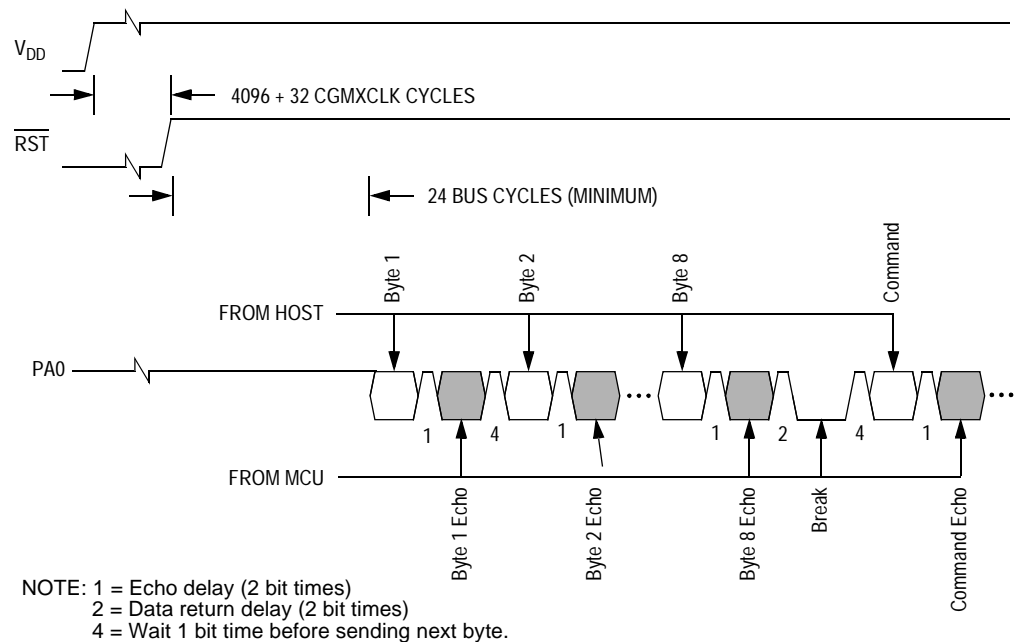 VDD
4096 + 32 CGMXCLK CYCLES
RST
24 BUS CYCLES (MINIMUM)
Byte 1
Byte 2
Byte 8
Command
FROM HOST
PA0
1
4
1
1
2
4
1
FROM MCU
Byte 1 Echo
Byte 2 Echo
Byte 8 Echo
Break
Command Echo
NOTE: 1 = Echo delay (2 bit times)
2 = Data return delay (2 bit times)
4 = Wait 1 bit time before sending next byte.